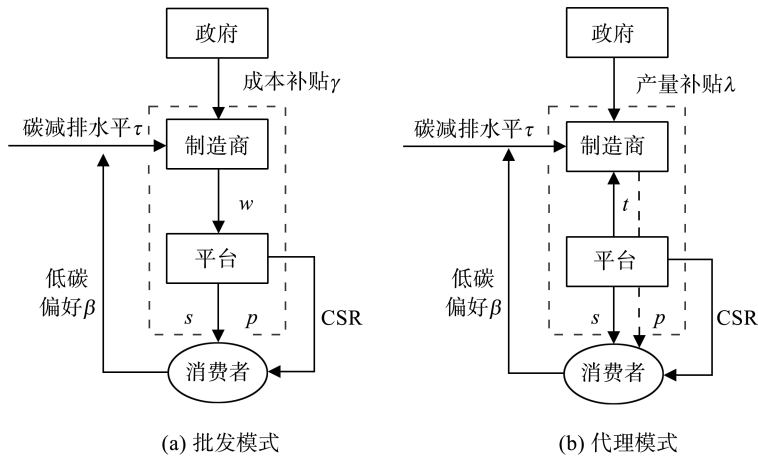 政府
成本补贴γ
碳减排水平τ
制造商
w
平台
低碳
偏好β
s
p
CSR
消费者
(a) 批发模式
政府
产量补贴λ
碳减排水平τ
制造商
t
平台
低碳
偏好β
s
p
CSR
消费者
(b) 代理模式